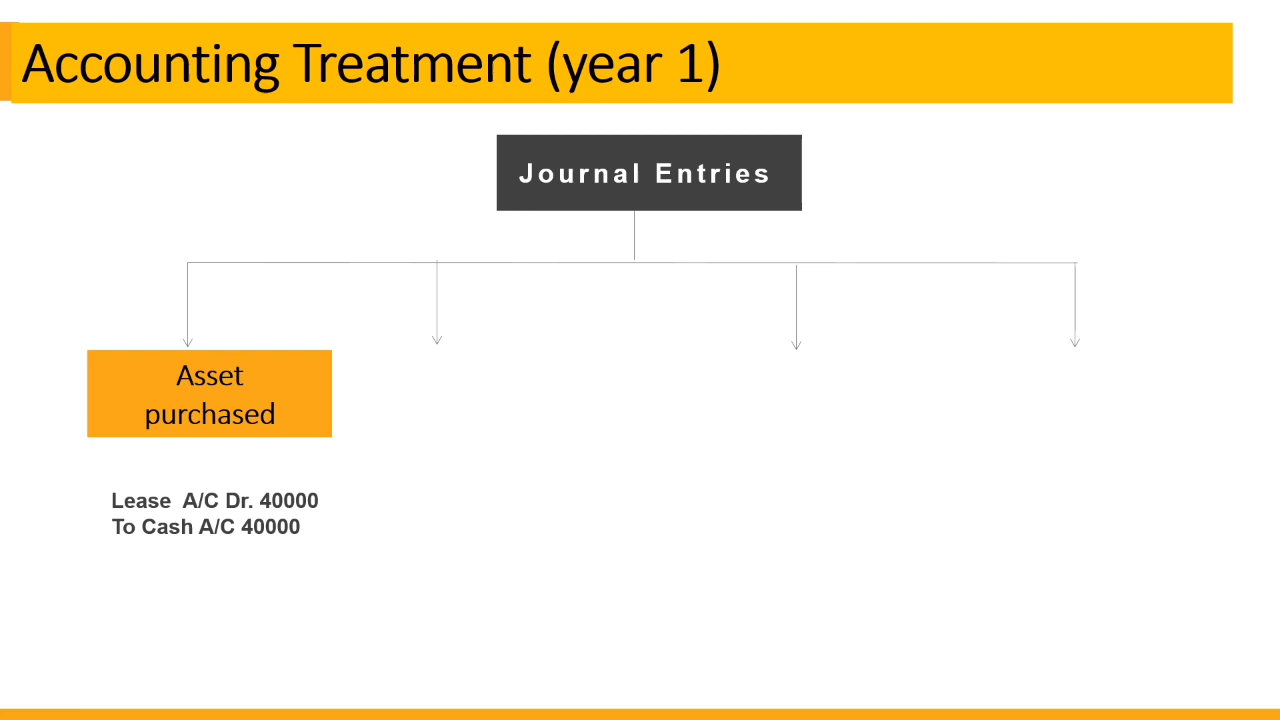 Accounting Treatment (year 1)
Journal Entries
Asset
purchased
Lease  A/C Dr. 40000
To Cash A/C 40000